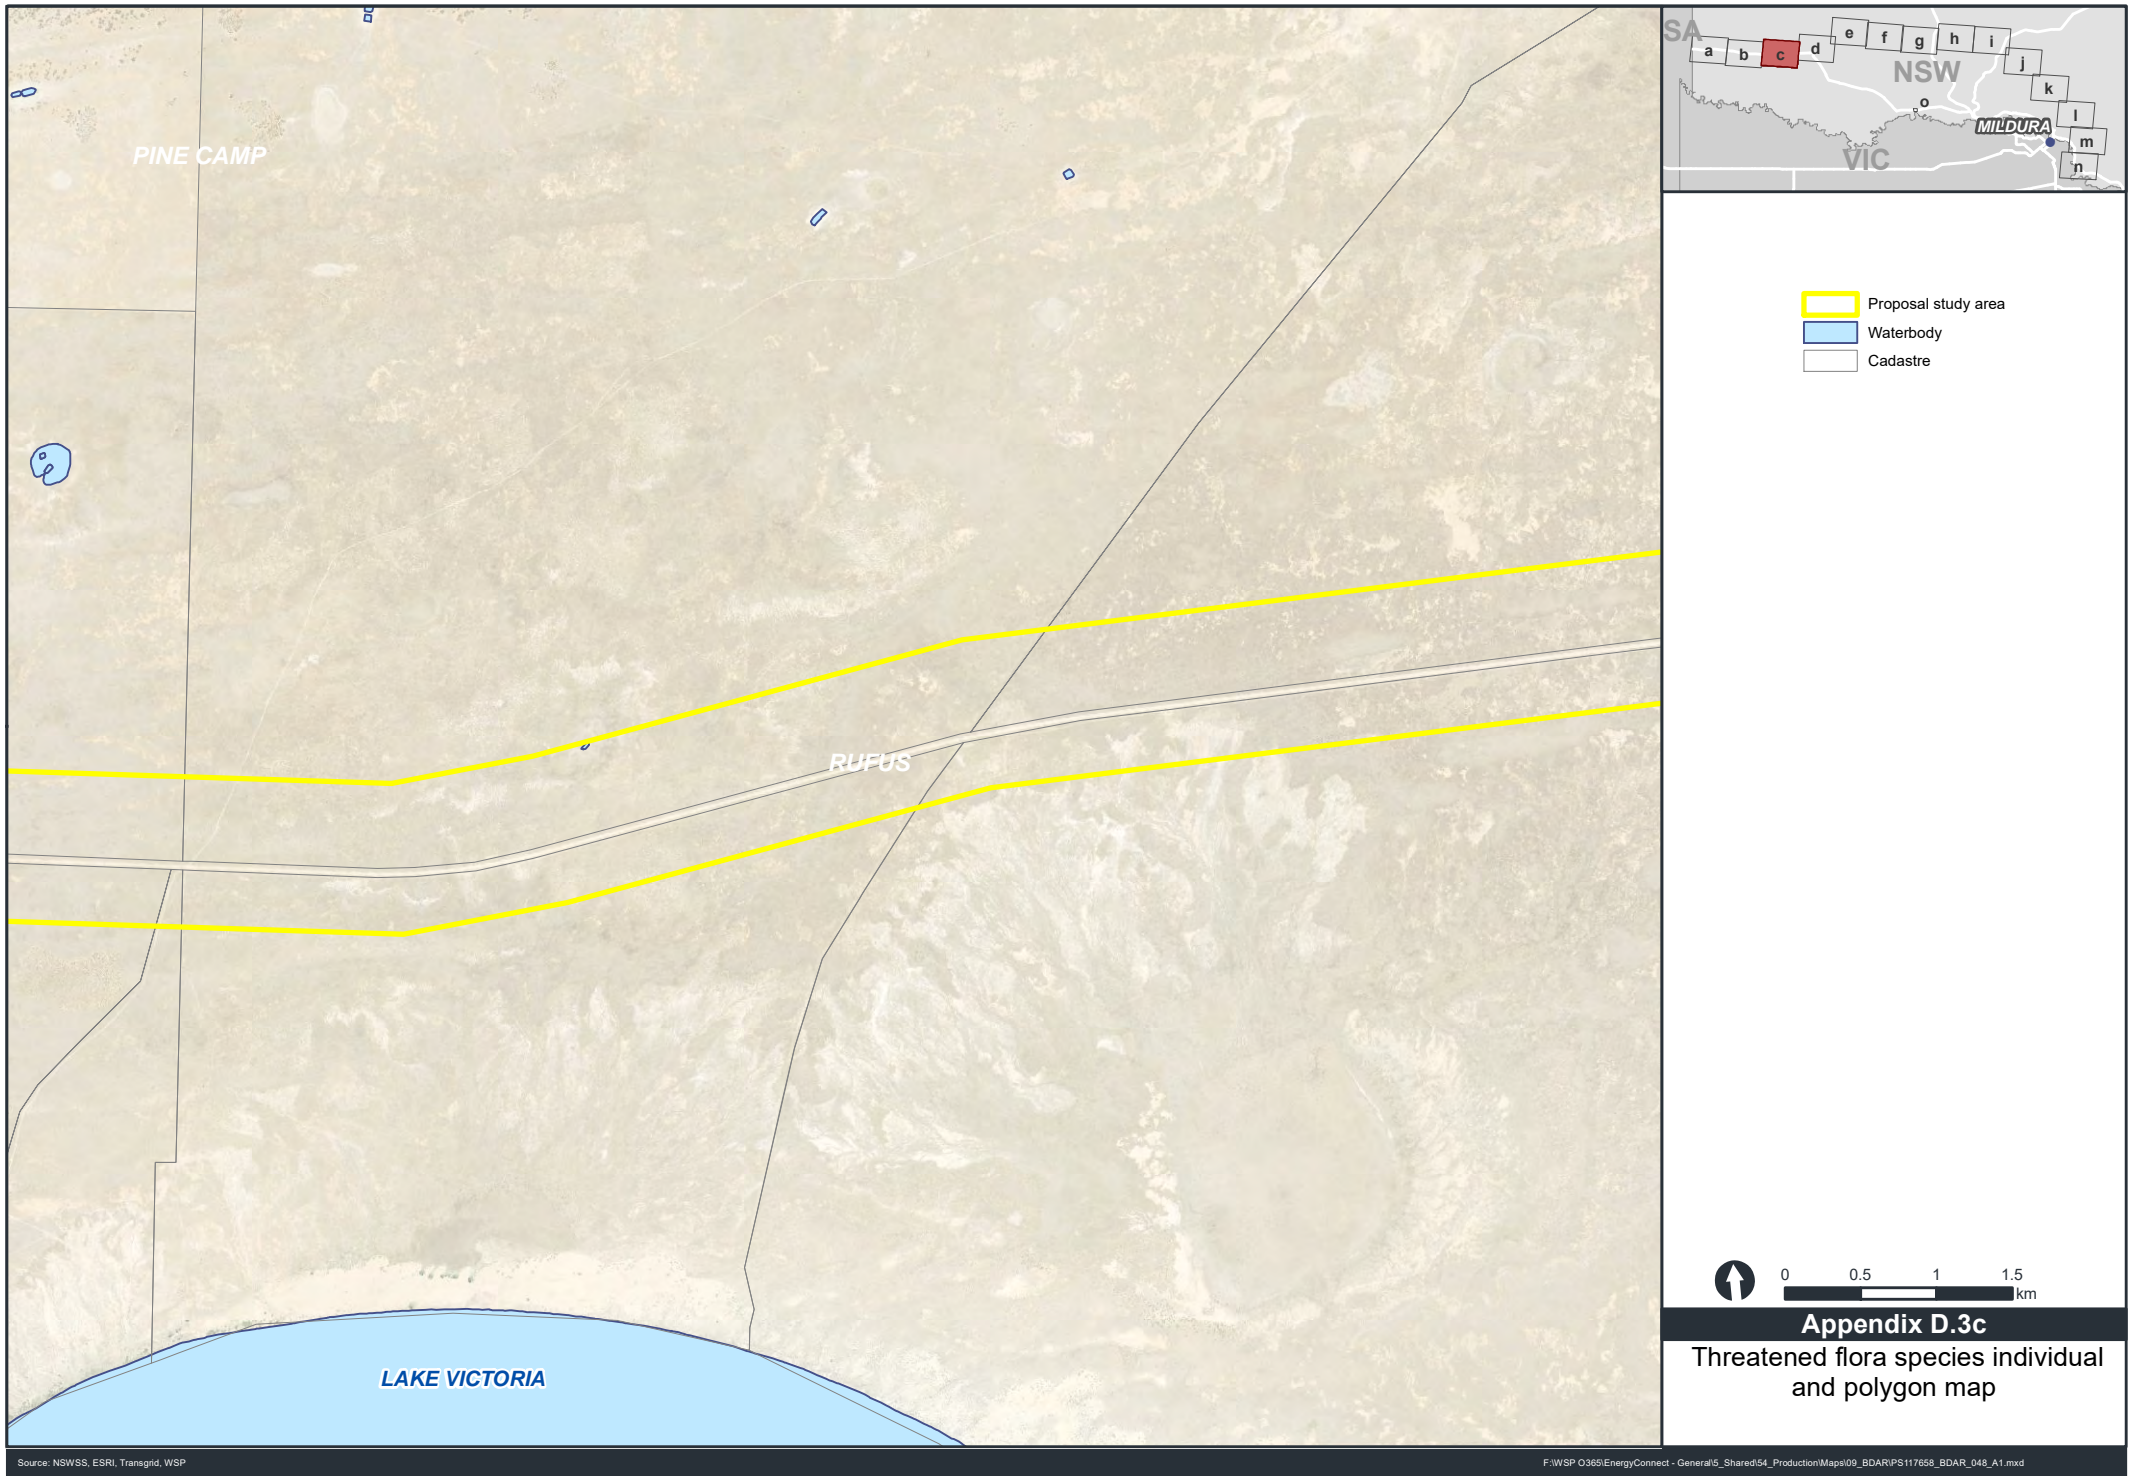 PINE CAMP
RUFUS
LAKE VICTORIA
SA
a
b
c
d
e
f
g
h
i
j
k
l
m
n
o
NSW
MILDURA
VIC
Proposal study area
Waterbody
Cadastre
0 0.5 1 1.5
km
Appendix D.3c
Threatened flora species individual
and polygon map
Source: NSWSS, ESRI, Transgrid, WSP
F:\WSP O365\EnergyConnect - General\5_Shared\54_Production\Maps\09_BDAR\PS117658_BDAR_048_A1.mxd